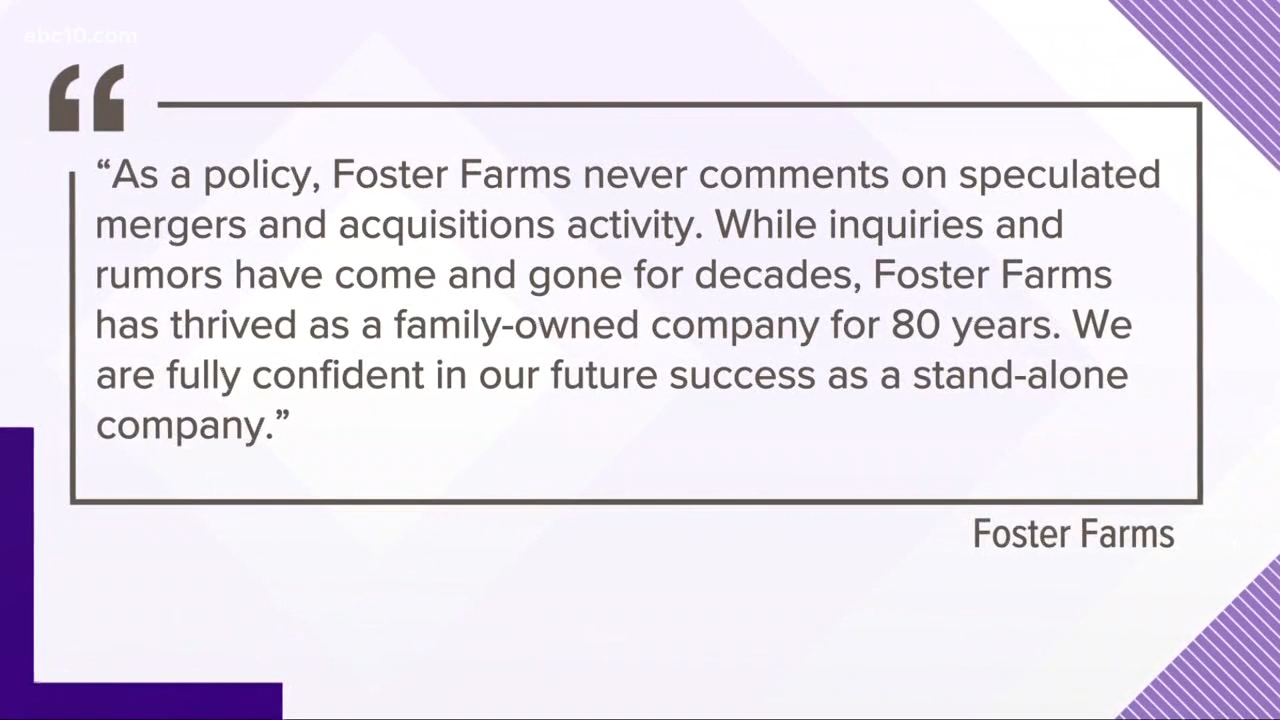 abc10.com
“As a policy, Foster Farms never comments on speculated
mergers and acquisitions activity. While inquiries and
rumors have come and gone for decades, Foster Farms
has thrived as a family-owned company for 80 years. We
are fully confident in our future success as a stand-alone
company.”
Foster Farms